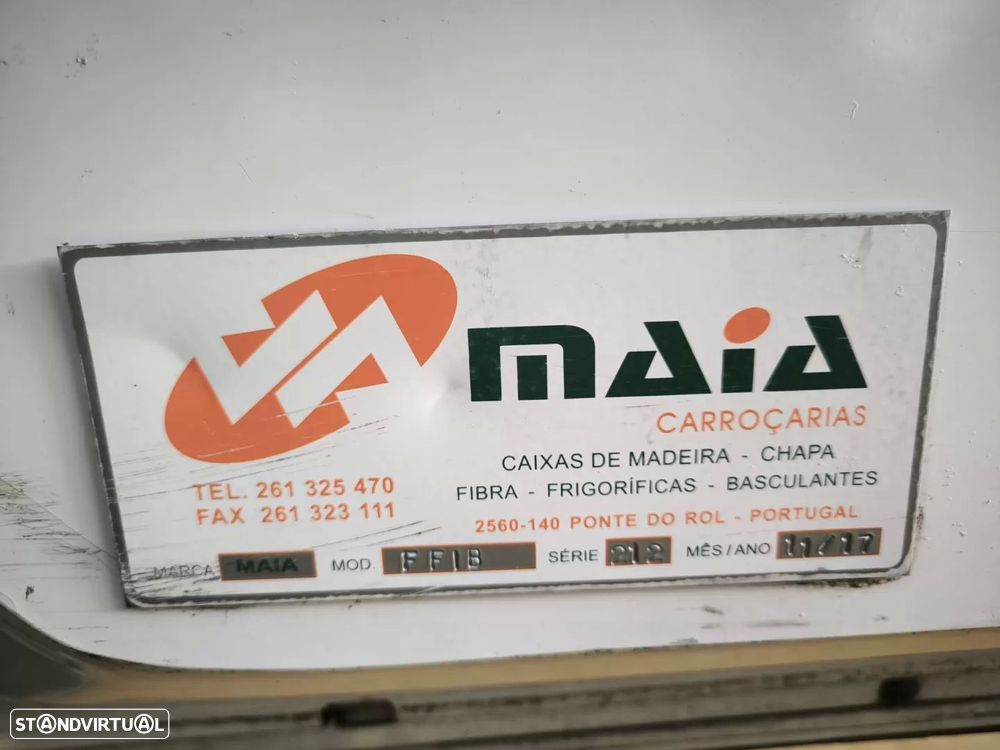 MAiA
CARROÇARIAS
CAIXAS DE MADEIRA - CHAPA
FIBRA - FRIGORÍFICAS - BASCULANTES
TEL. 261 325 470
FAX 261 323 111
2560-140 PONTE DO ROL - PORTUGAL
MARCA MAIA MOD. FFIB SÉRIE 212 MÊS/ANO 11/17
STANDVIRTUAL